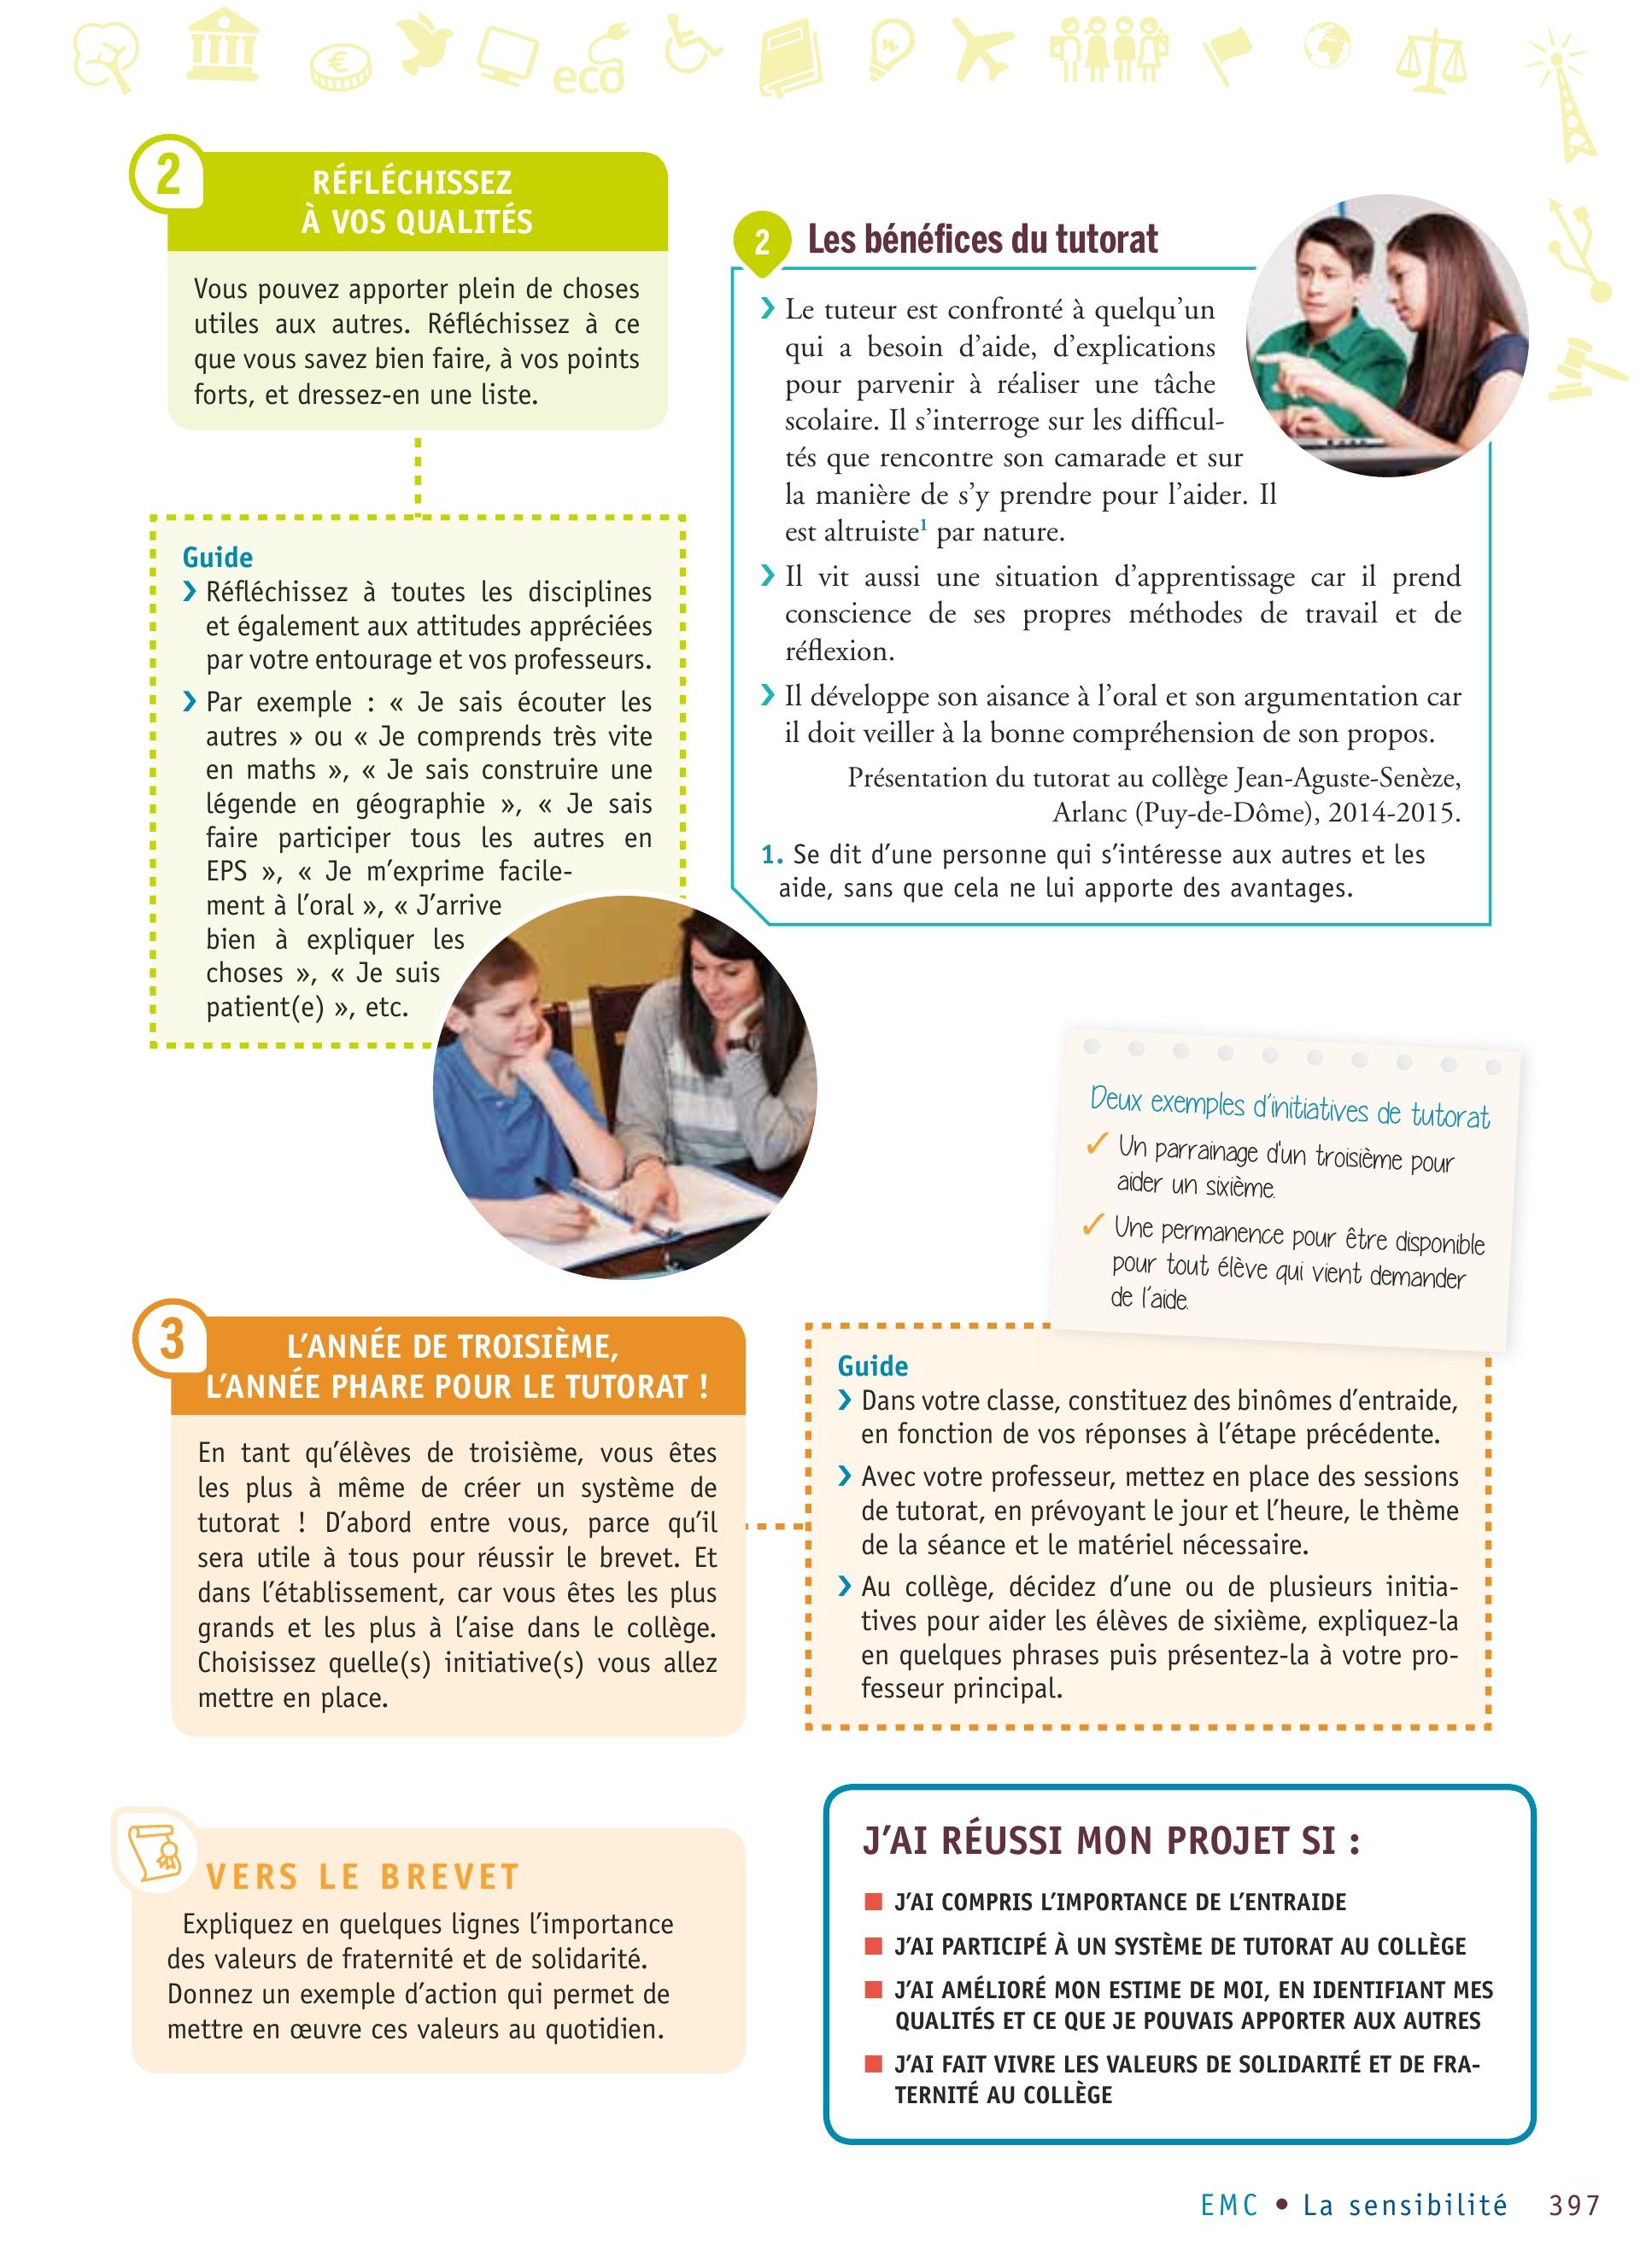 eco
2
RÉFLÉCHISSEZ
À VOS QUALITÉS
Vous pouvez apporter plein de choses
utiles aux autres. Réfléchissez à ce
que vous savez bien faire, à vos points
forts, et dressez-en une liste.
Guide
› Réfléchissez à toutes les disciplines
et également aux attitudes appréciées
par votre entourage et vos professeurs.
› Par exemple : « Je sais écouter les
autres » ou « Je comprends très vite
en maths », « Je sais construire une
légende en géographie », « Je sais
faire participer tous les autres en
EPS », « Je m’exprime facile-
ment à l’oral », « J’arrive
bien à expliquer les
choses », « Je suis
patient(e) », etc.
2 Les bénéfices du tutorat
› Le tuteur est confronté à quelqu’un
qui a besoin d’aide, d’explications
pour parvenir à réaliser une tâche
scolaire. Il s’interroge sur les difficul-
tés que rencontre son camarade et sur
la manière de s’y prendre pour l’aider. Il
est altruiste¹ par nature.
› Il vit aussi une situation d’apprentissage car il prend
conscience de ses propres méthodes de travail et de
réflexion.
› Il développe son aisance à l’oral et son argumentation car
il doit veiller à la bonne compréhension de son propos.
Présentation du tutorat au collège Jean-Aguste-Senèze,
Arlanc (Puy-de-Dôme), 2014-2015.
1. Se dit d’une personne qui s’intéresse aux autres et les
aide, sans que cela ne lui apporte des avantages.
Deux exemples d’initiatives de tutorat
✓ Un parrainage d’un troisième pour
aider un sixième.
✓ Une permanence pour être disponible
pour tout élève qui vient demander
de l’aide.
3
L’ANNÉE DE TROISIÈME,
L’ANNÉE PHARE POUR LE TUTORAT !
En tant qu’élèves de troisième, vous êtes
les plus à même de créer un système de
tutorat ! D’abord entre vous, parce qu’il
sera utile à tous pour réussir le brevet. Et
dans l’établissement, car vous êtes les plus
grands et les plus à l’aise dans le collège.
Choisissez quelle(s) initiative(s) vous allez
mettre en place.
Guide
› Dans votre classe, constituez des binômes d’entraide,
en fonction de vos réponses à l’étape précédente.
› Avec votre professeur, mettez en place des sessions
de tutorat, en prévoyant le jour et l’heure, le thème
de la séance et le matériel nécessaire.
› Au collège, décidez d’une ou de plusieurs initia-
tives pour aider les élèves de sixième, expliquez-la
en quelques phrases puis présentez-la à votre pro-
fesseur principal.
VERS LE BREVET
Expliquez en quelques lignes l’importance
des valeurs de fraternité et de solidarité.
Donnez un exemple d’action qui permet de
mettre en œuvre ces valeurs au quotidien.
J’AI RÉUSSI MON PROJET SI :
■ J’AI COMPRIS L’IMPORTANCE DE L’ENTRAIDE
■ J’AI PARTICIPÉ À UN SYSTÈME DE TUTORAT AU COLLÈGE
■ J’AI AMÉLIORÉ MON ESTIME DE MOI, EN IDENTIFIANT MES
QUALITÉS ET CE QUE JE POUVAIS APPORTER AUX AUTRES
■ J’AI FAIT VIVRE LES VALEURS DE SOLIDARITÉ ET DE FRA-
TERNITÉ AU COLLÈGE
EMC • La sensibilité 397